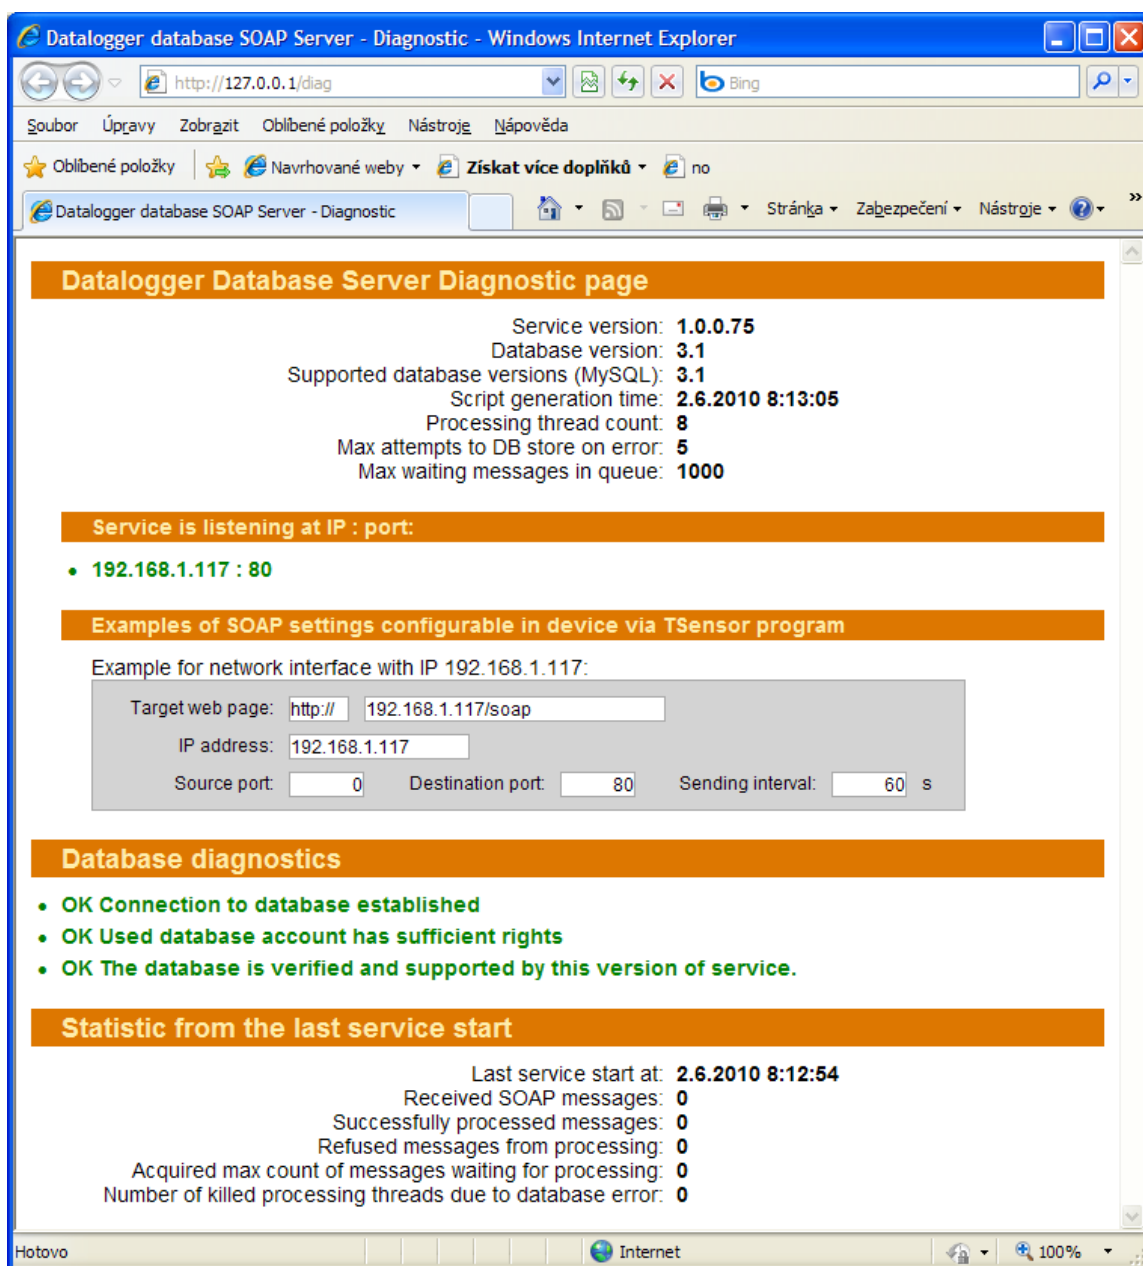 Datalogger database SOAP Server - Diagnostic - Windows Internet Explorer
http://127.0.0.1/diag
Bing
Soubor Úpravy Zobrazit Oblíbené položky Nástroje Nápověda
Oblíbené položky Navrhované weby Získat více doplňků no
Datalogger database SOAP Server - Diagnostic Stránka Zabezpečení Nástroje »
Datalogger Database Server Diagnostic page
Service version: 1.0.0.75
Database version: 3.1
Supported database versions (MySQL): 3.1
Script generation time: 2.6.2010 8:13:05
Processing thread count: 8
Max attempts to DB store on error: 5
Max waiting messages in queue: 1000
Service is listening at IP : port:
• 192.168.1.117 : 80
Examples of SOAP settings configurable in device via TSensor program
Example for network interface with IP 192.168.1.117:
Target web page: http:// 192.168.1.117/soap
IP address: 192.168.1.117
Source port: 0 Destination port: 80 Sending interval: 60 s
Database diagnostics
• OK Connection to database established
• OK Used database account has sufficient rights
• OK The database is verified and supported by this version of service.
Statistic from the last service start
Last service start at: 2.6.2010 8:12:54
Received SOAP messages: 0
Successfully processed messages: 0
Refused messages from processing: 0
Acquired max count of messages waiting for processing: 0
Number of killed processing threads due to database error: 0
Hotovo Internet 100%